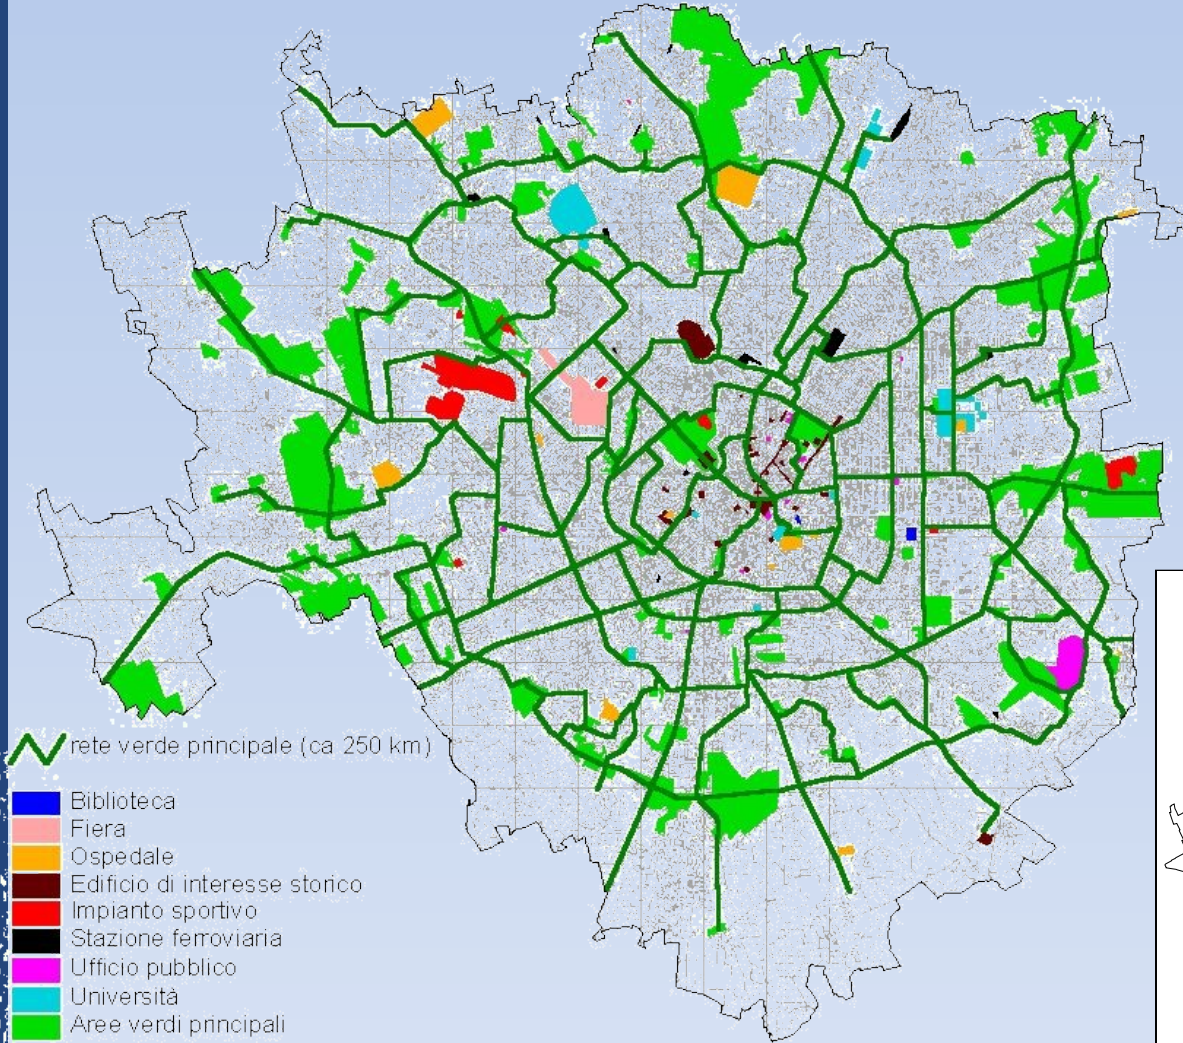 rete verde principale (ca 250 km)
Biblioteca
Fiera
Ospedale
Edificio di interesse storico
Impianto sportivo
Stazione ferroviaria
Ufficio pubblico
Università
Aree verdi principali